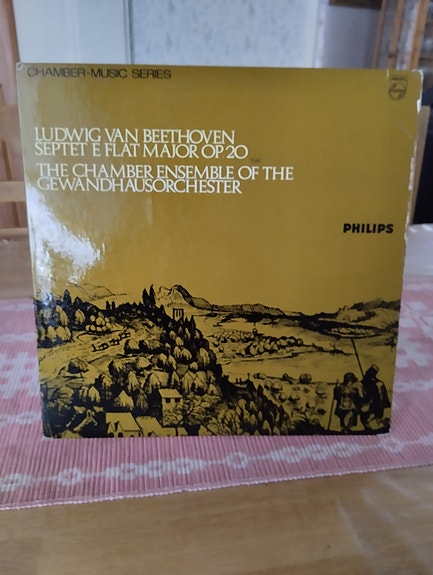 CHAMBER-MUSIC SERIES
LUDWIG VAN BEETHOVEN
SEPTET E FLAT MAJOR OP 20
THE CHAMBER ENSEMBLE OF THE
GEWANDHAUSORCHESTER
PHILIPS